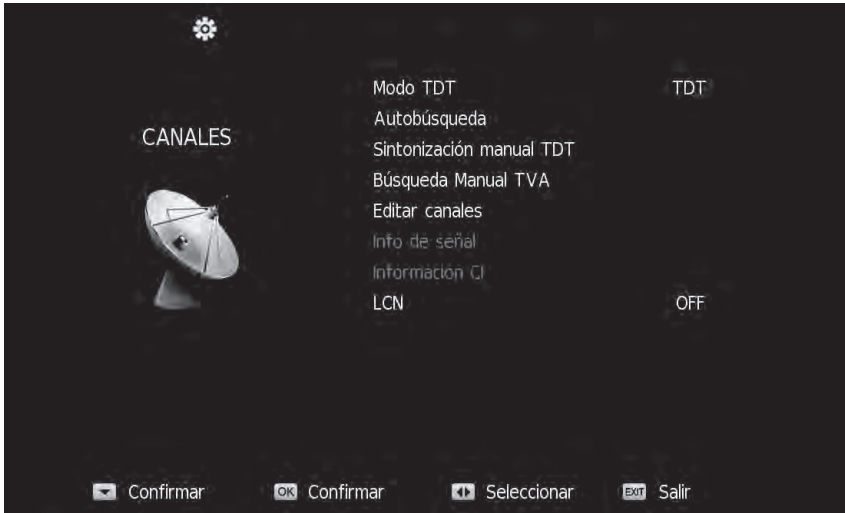 CANALES
Modo TDT TDT
Autobúsqueda
Sintonización manual TDT
Búsqueda Manual TVA
Editar canales
Info de señal
Información CI
LCN OFF
Confirmar OK Confirmar Seleccionar EXIT Salir